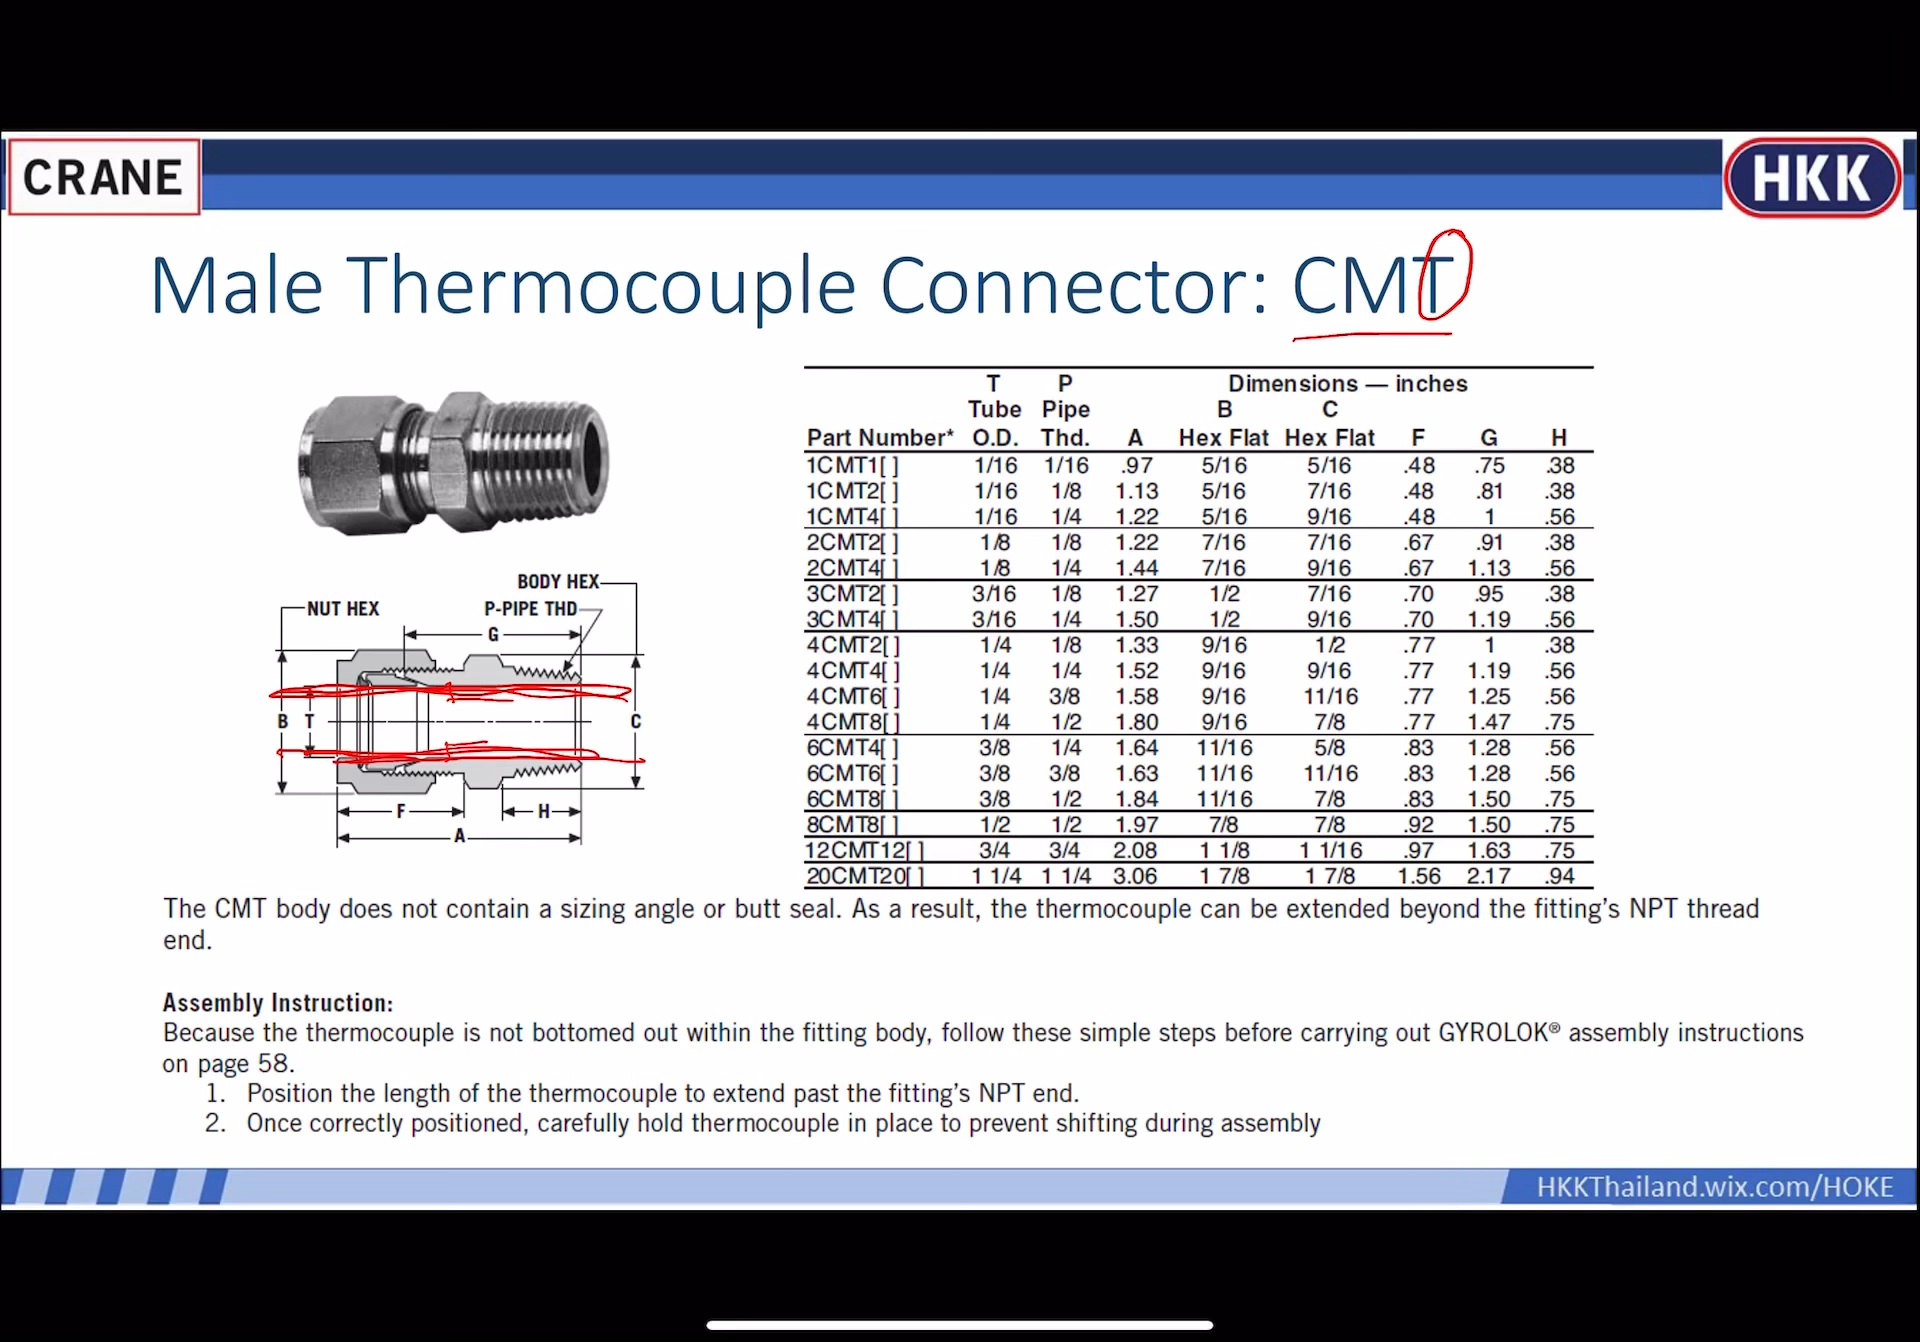 CRANE
HKK
Male Thermocouple Connector: CMT
T P Dimensions — inches
Tube Pipe B C
Part Number* O.D. Thd. A Hex Flat Hex Flat F G H
1CMT1[ ] 1/16 1/16 .97 5/16 5/16 .48 .75 .38
1CMT2[ ] 1/16 1/8 1.13 5/16 7/16 .48 .81 .38
1CMT4[ ] 1/16 1/4 1.22 5/16 9/16 .48 1 .56
2CMT2[ ] 1/8 1/8 1.22 7/16 7/16 .67 .91 .38
2CMT4[ ] 1/8 1/4 1.44 7/16 9/16 .67 1.13 .56
3CMT2[ ] 3/16 1/8 1.27 1/2 7/16 .70 .95 .38
3CMT4[ ] 3/16 1/4 1.50 1/2 9/16 .70 1.19 .56
4CMT2[ ] 1/4 1/8 1.33 9/16 1/2 .77 1 .38
4CMT4[ ] 1/4 1/4 1.52 9/16 9/16 .77 1.19 .56
4CMT6[ ] 1/4 3/8 1.58 9/16 11/16 .77 1.25 .56
4CMT8[ ] 1/4 1/2 1.80 9/16 7/8 .77 1.47 .75
6CMT4[ ] 3/8 1/4 1.64 11/16 5/8 .83 1.28 .56
6CMT6[ ] 3/8 3/8 1.63 11/16 11/16 .83 1.28 .56
6CMT8[ ] 3/8 1/2 1.84 11/16 7/8 .83 1.50 .75
8CMT8[ ] 1/2 1/2 1.97 7/8 7/8 .92 1.50 .75
12CMT12[ ] 3/4 3/4 2.08 1 1/8 1 1/16 .97 1.63 .75
20CMT20[ ] 1 1/4 1 1/4 3.06 1 7/8 1 7/8 1.56 2.17 .94
BODY HEX
NUT HEX P-PIPE THD
G
B T C
F H
A
The CMT body does not contain a sizing angle or butt seal. As a result, the thermocouple can be extended beyond the fitting's NPT thread
end.
Assembly Instruction:
Because the thermocouple is not bottomed out within the fitting body, follow these simple steps before carrying out GYROLOK® assembly instructions
on page 58.
1. Position the length of the thermocouple to extend past the fitting's NPT end.
2. Once correctly positioned, carefully hold thermocouple in place to prevent shifting during assembly
HKKThailand.wix.com/HOKE